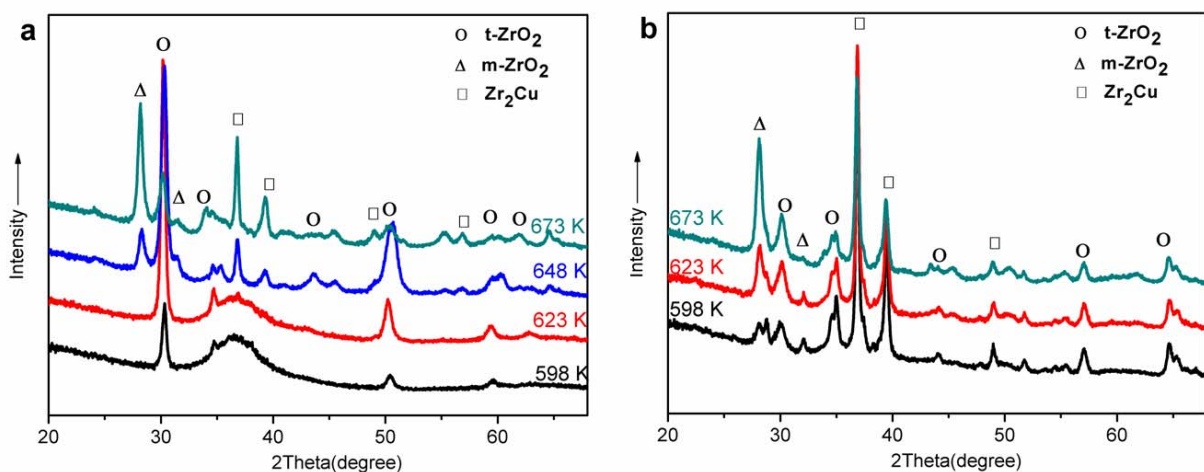 a
O t-ZrO2
Δ m-ZrO2
□ Zr2Cu
673 K
648 K
623 K
598 K
Intensity
20 30 40 50 60
2Theta(degree)
b
O t-ZrO2
Δ m-ZrO2
□ Zr2Cu
673 K
623 K
598 K
Intensity
20 30 40 50 60
2Theta(degree)